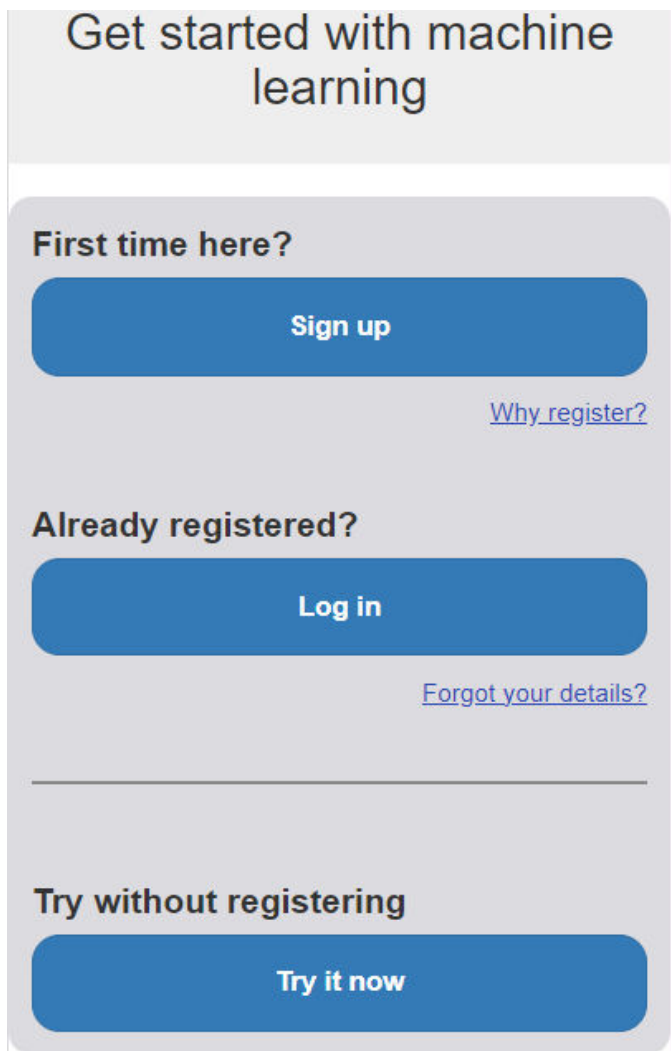 Get started with machine
learning
First time here?
Sign up
Why register?
Already registered?
Log in
Forgot your details?
Try without registering
Try it now